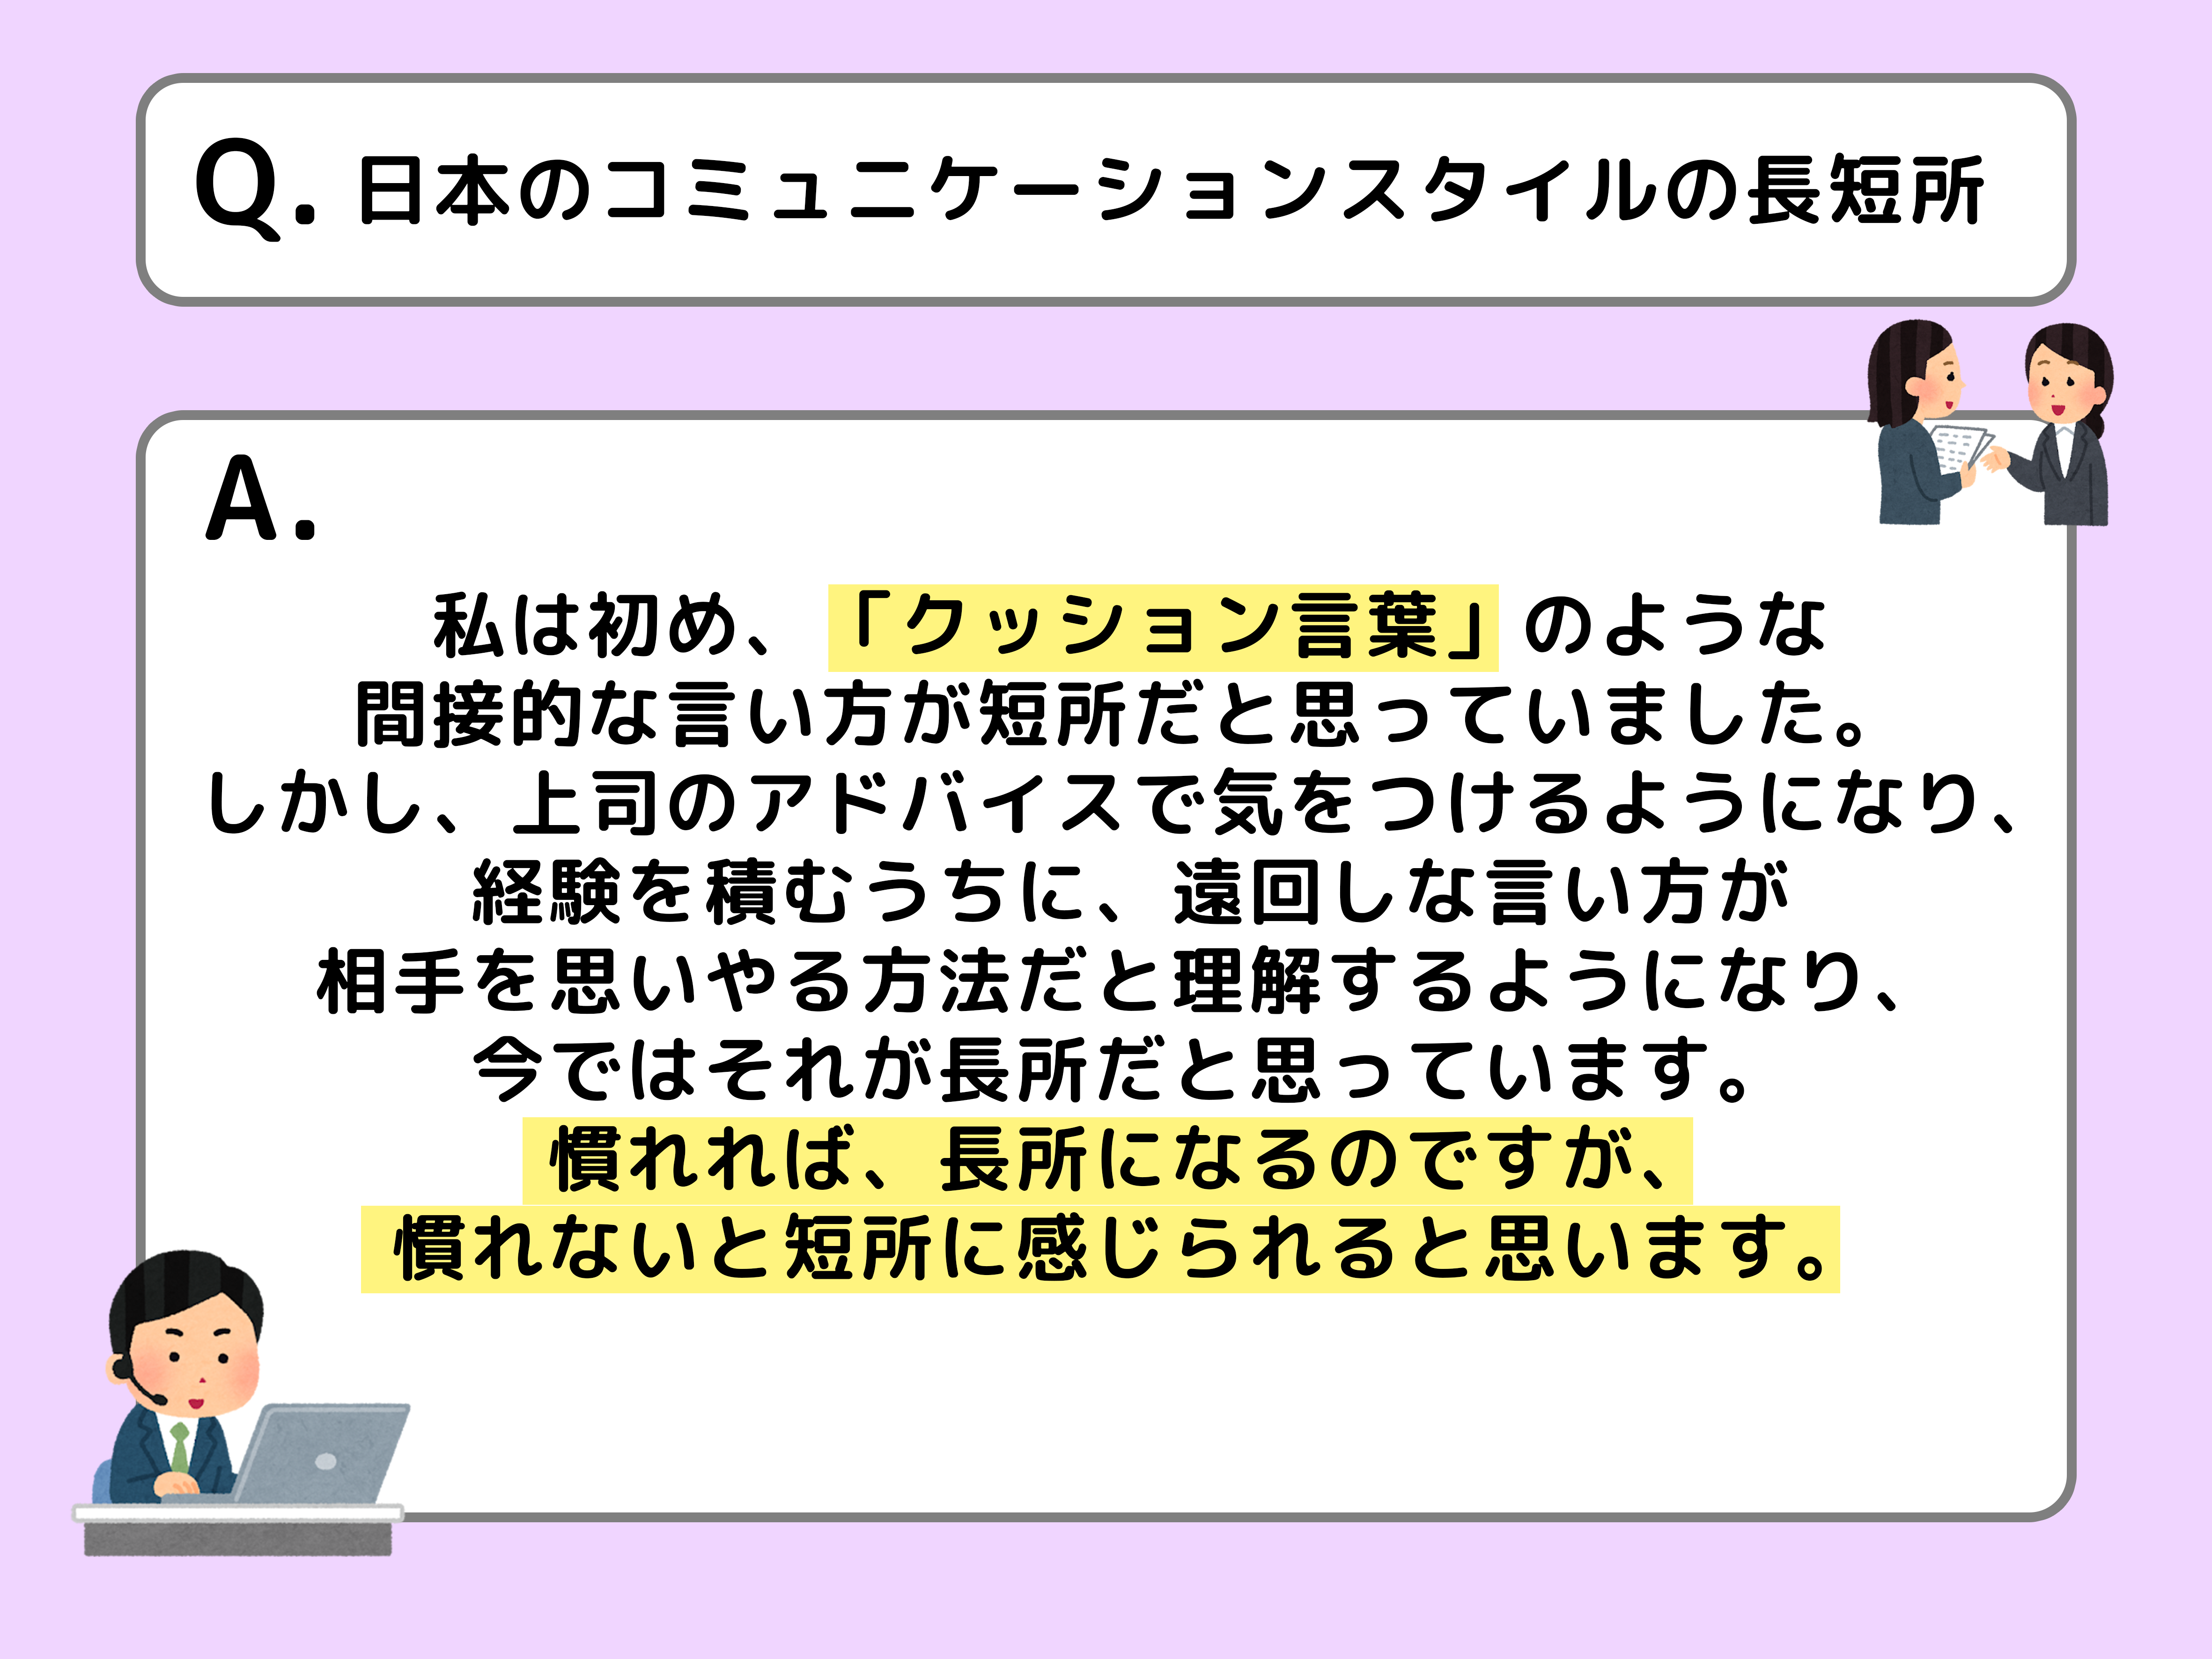 Q. 日本のコミュニケーションスタイルの長短所
A.
私は初め、「クッション言葉」のような
間接的な言い方が短所だと思っていました。
しかし、上司のアドバイスで気をつけるようになり、
経験を積むうちに、遠回しな言い方が
相手を思いやる方法だと理解するようになり、
今ではそれが長所だと思っています。
慣れれば、長所になるのですが、
慣れないと短所に感じられると思います。